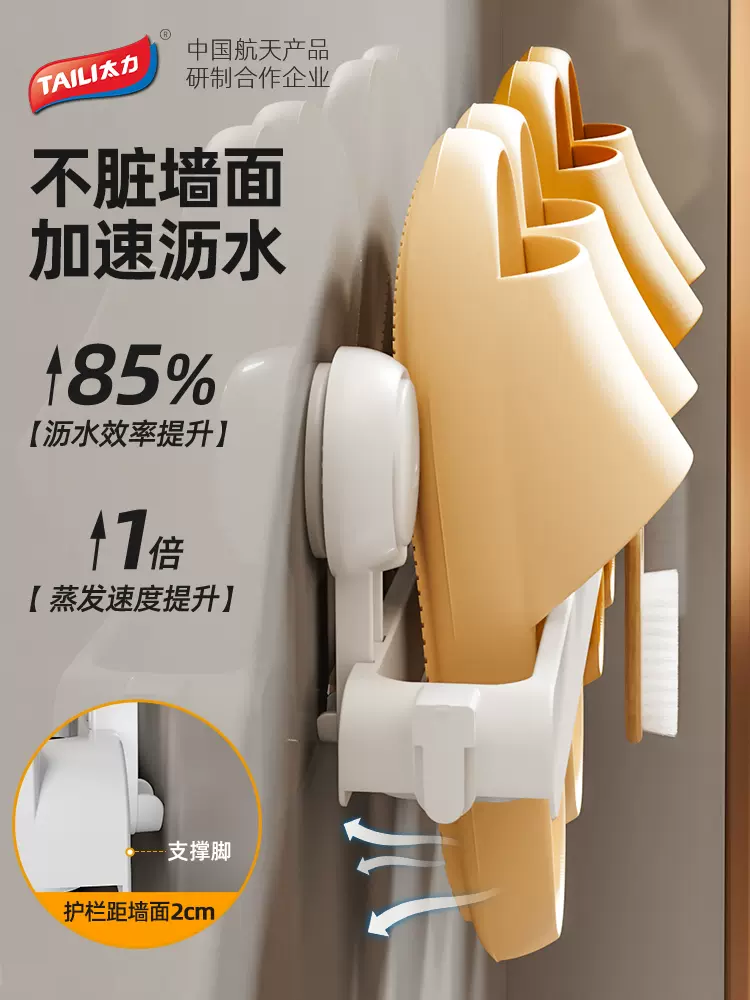 TAILI太力®
中国航天产品
研制合作企业
不脏墙面
加速沥水
↑85%
【沥水效率提升】
↑1倍
【蒸发速度提升】
支撑脚
护栏距墙面2cm